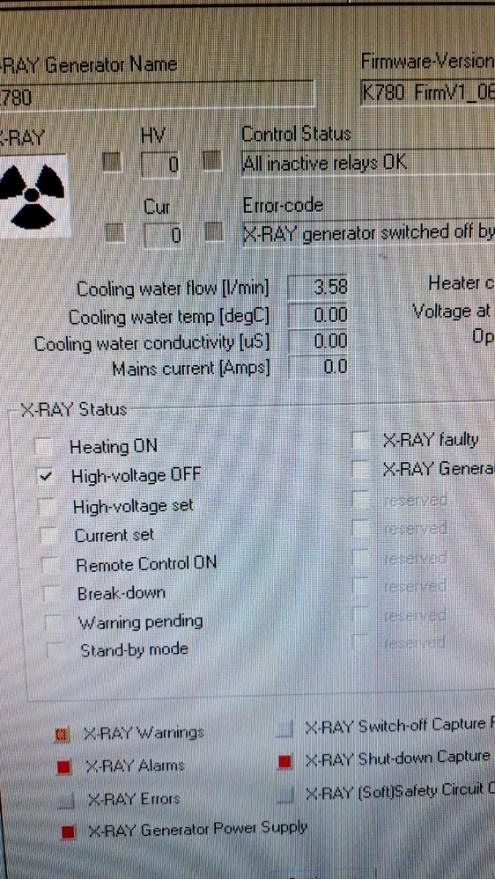 -RAY Generator Name
Firmware-Version
780
K780 FirmV1_06
X-RAY
HV
Control Status
0
All inactive relays OK
Cur
Error-code
0
X-RAY generator switched off by
Cooling water flow [l/min]
3.58
Heater c
Cooling water temp [degC]
0.00
Voltage at
Cooling water conductivity [uS]
0.00
Op
Mains current [Amps]
0.0
X-RAY Status
Heating ON
X-RAY faulty
High-voltage OFF
X-RAY Genera
High-voltage set
reserved
Current set
reserved
Remote Control ON
reserved
Break-down
reserved
Warning pending
reserved
Stand-by mode
reserved
X-RAY Warnings
X-RAY Switch-off Capture
X-RAY Alarms
X-RAY Shut-down Capture
X-RAY Errors
X-RAY (Soft)Safety Circuit
X-RAY Generator Power Supply